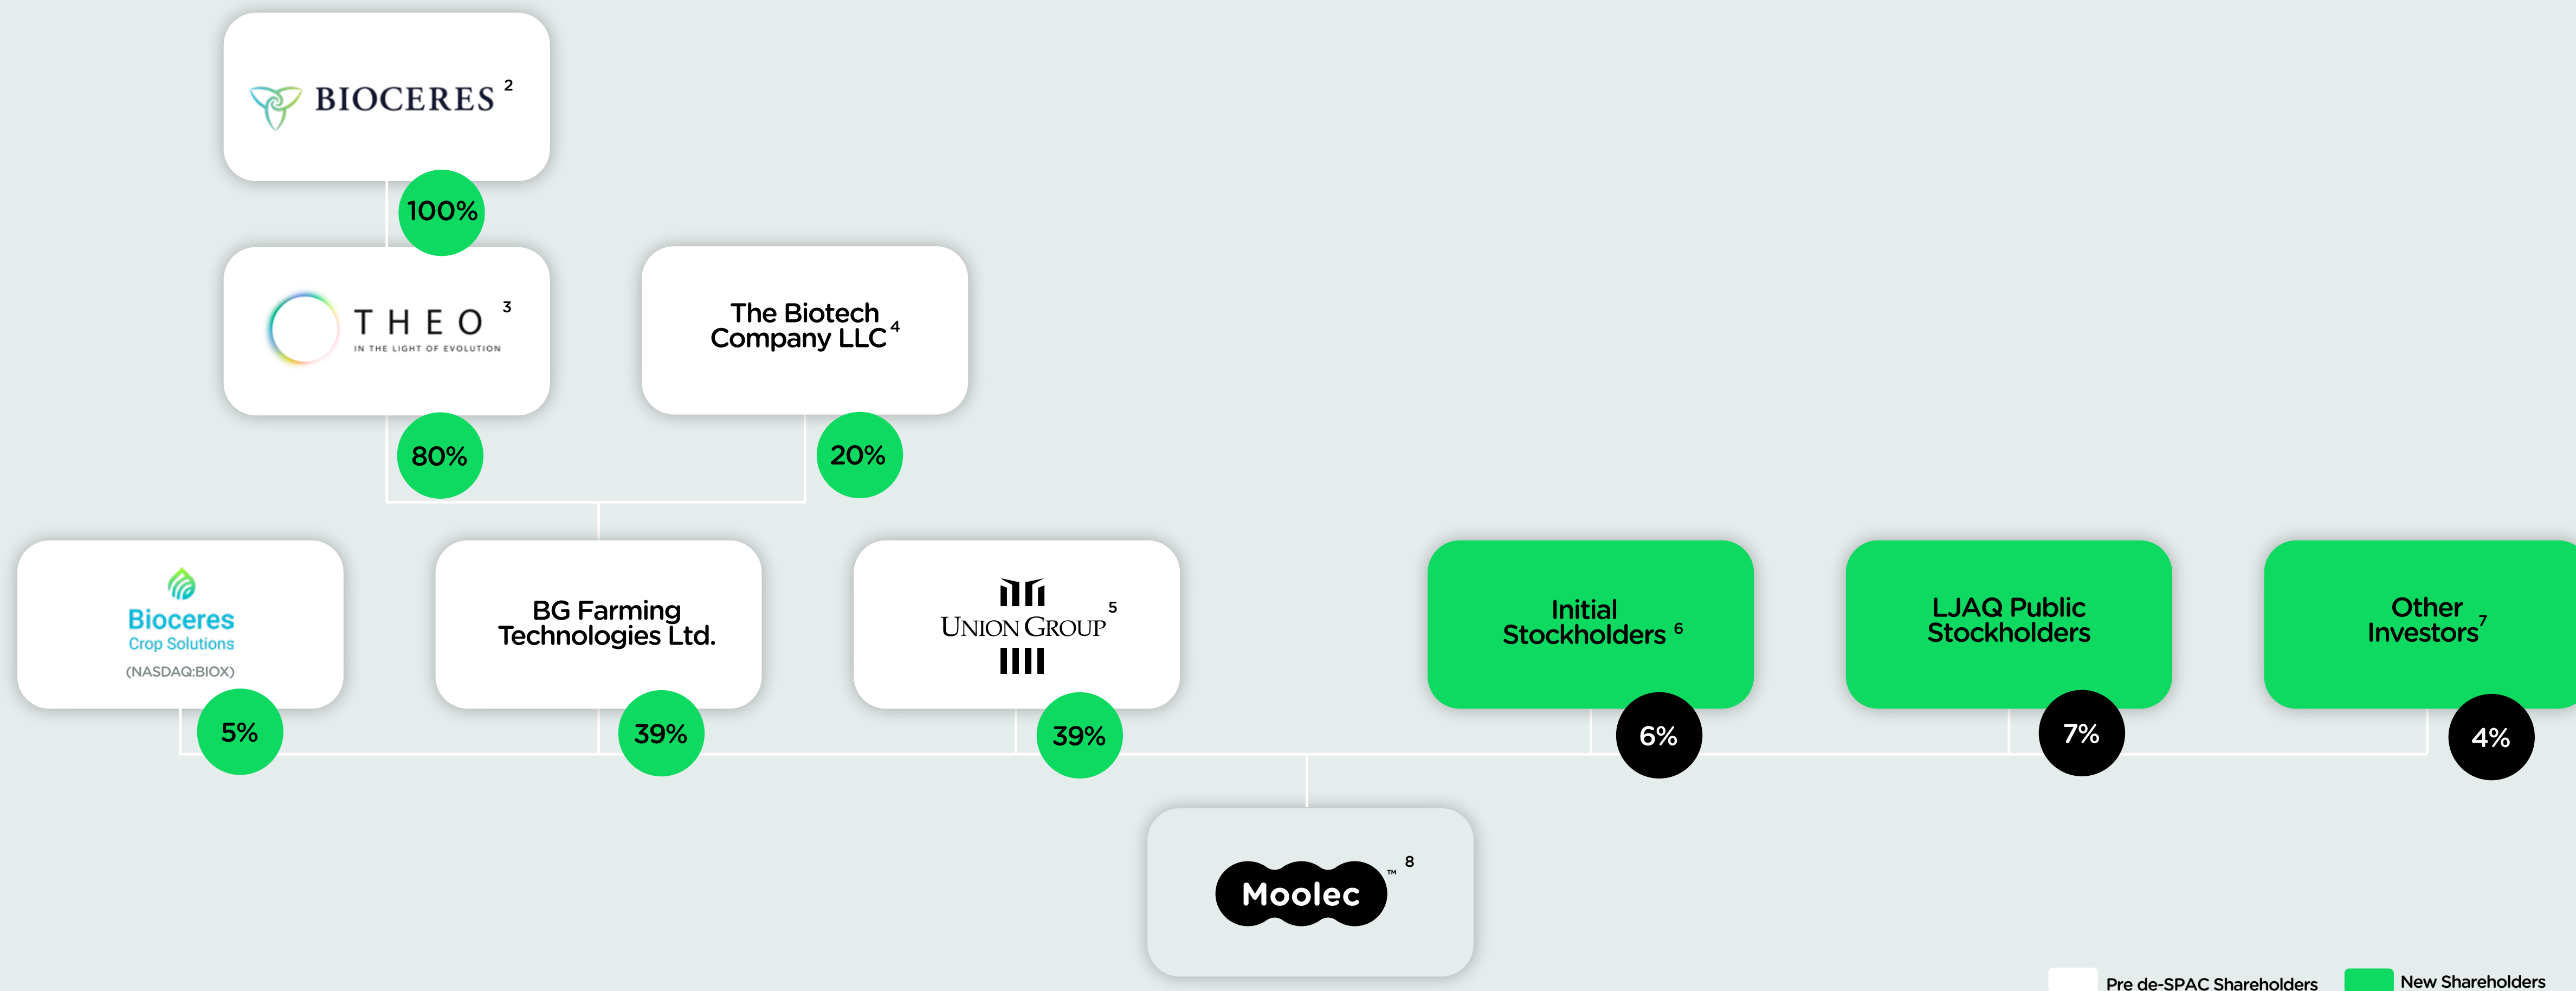 BIOCERES 2
100%
THEO 3
IN THE LIGHT OF EVOLUTION
The Biotech
Company LLC 4
80%
20%
Bioceres
Crop Solutions
(NASDAQ:BIOX)
5%
BG Farming
Technologies Ltd.
39%
UNION GROUP 5
39%
Initial
Stockholders 6
6%
LJAQ Public
Stockholders
7%
Other
Investors 7
4%
Moolec ™ 8
Pre de-SPAC Shareholders
New Shareholders